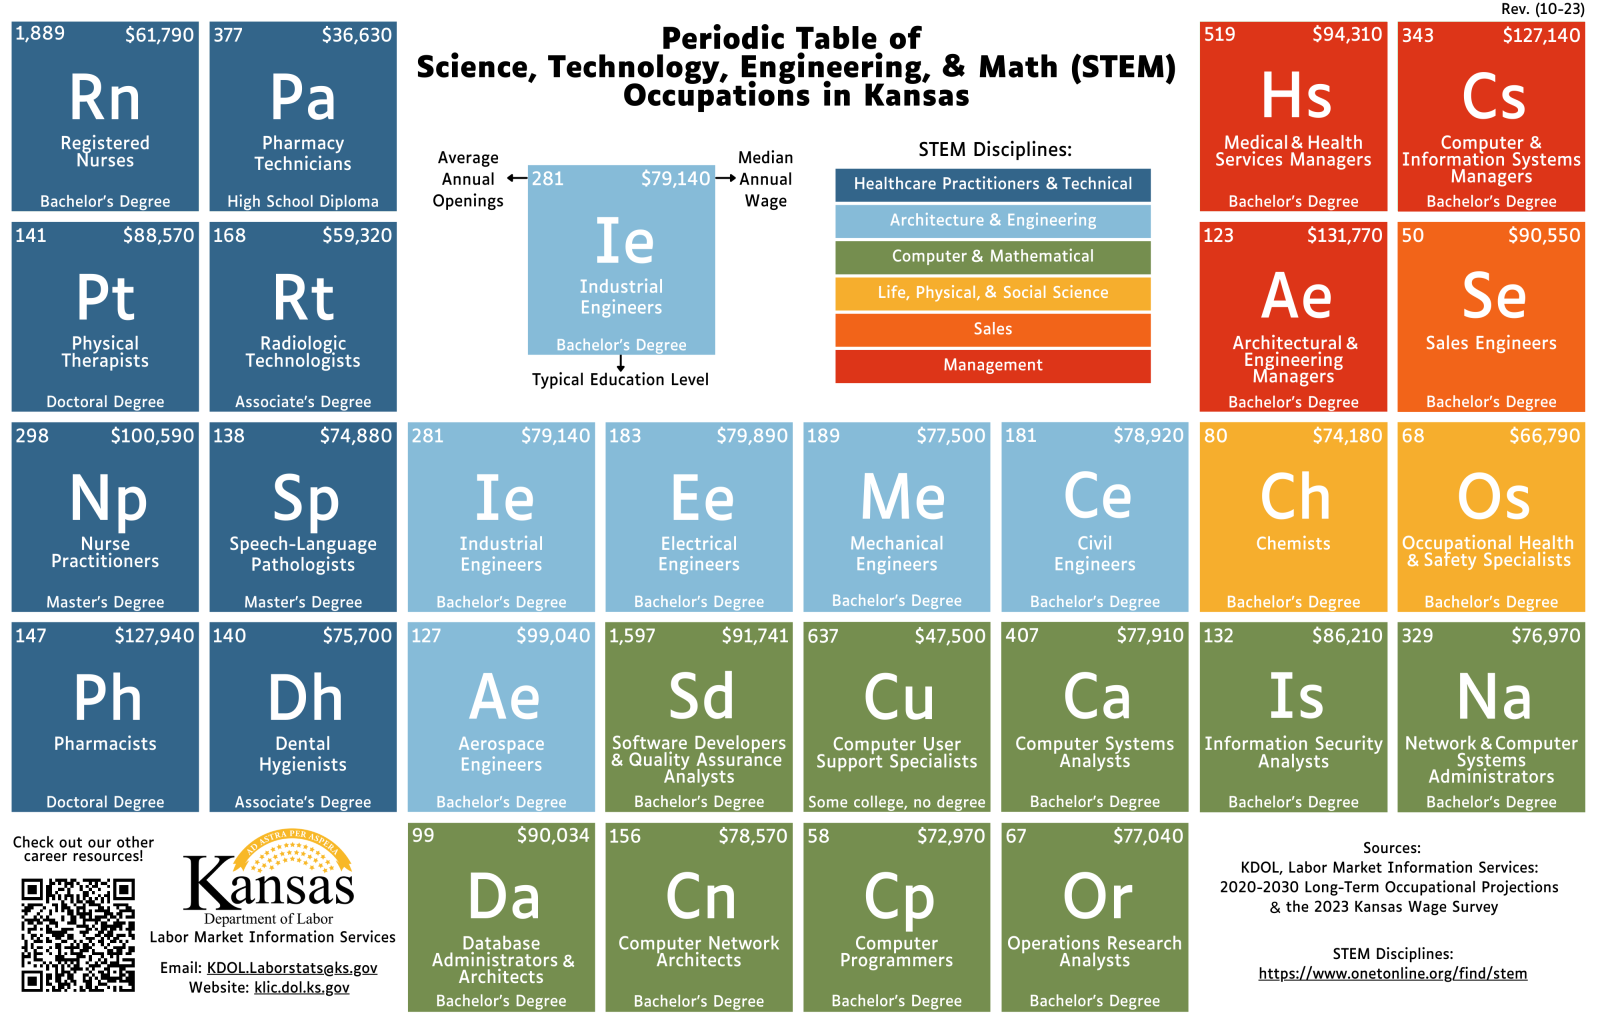 Rev. (10-23)
Periodic Table of
Science, Technology, Engineering, & Math (STEM)
Occupations in Kansas
1,889 $61,790
Rn
Registered
Nurses
Bachelor's Degree
377 $36,630
Pa
Pharmacy
Technicians
High School Diploma
Average
Annual
Openings
281 $79,140
Ie
Industrial
Engineers
Bachelor's Degree
Median
Annual
Wage
Typical Education Level
STEM Disciplines:
Healthcare Practitioners & Technical
Architecture & Engineering
Computer & Mathematical
Life, Physical, & Social Science
Sales
Management
519 $94,310
Hs
Medical & Health
Services Managers
Bachelor's Degree
343 $127,140
Cs
Computer &
Information Systems
Managers
Bachelor's Degree
141 $88,570
Pt
Physical
Therapists
Doctoral Degree
168 $59,320
Rt
Radiologic
Technologists
Associate's Degree
123 $131,770
Ae
Architectural &
Engineering
Managers
Bachelor's Degree
50 $90,550
Se
Sales Engineers
Bachelor's Degree
298 $100,590
Np
Nurse
Practitioners
Master's Degree
138 $74,880
Sp
Speech-Language
Pathologists
Master's Degree
281 $79,140
Ie
Industrial
Engineers
Bachelor's Degree
183 $79,890
Ee
Electrical
Engineers
Bachelor's Degree
189 $77,500
Me
Mechanical
Engineers
Bachelor's Degree
181 $78,920
Ce
Civil
Engineers
Bachelor's Degree
80 $74,180
Ch
Chemists
Bachelor's Degree
68 $66,790
Os
Occupational Health
& Safety Specialists
Bachelor's Degree
147 $127,940
Ph
Pharmacists
Doctoral Degree
140 $75,700
Dh
Dental
Hygienists
Associate's Degree
127 $99,040
Ae
Aerospace
Engineers
Bachelor's Degree
1,597 $91,741
Sd
Software Developers
& Quality Assurance
Analysts
Bachelor's Degree
637 $47,500
Cu
Computer User
Support Specialists
Some college, no degree
407 $77,910
Ca
Computer Systems
Analysts
Bachelor's Degree
132 $86,210
Is
Information Security
Analysts
Bachelor's Degree
329 $76,970
Na
Network & Computer
Systems
Administrators
Bachelor's Degree
Check out our other
career resources!
AD ASTRA PER ASPERA
Kansas
Department of Labor
Labor Market Information Services
Email: KDOL.Laborstats@ks.gov
Website: klic.dol.ks.gov
99 $90,034
Da
Database
Administrators &
Architects
Bachelor's Degree
156 $78,570
Cn
Computer Network
Architects
Bachelor's Degree
58 $72,970
Cp
Computer
Programmers
Bachelor's Degree
67 $77,040
Or
Operations Research
Analysts
Bachelor's Degree
Sources:
KDOL, Labor Market Information Services:
2020-2030 Long-Term Occupational Projections
& the 2023 Kansas Wage Survey
STEM Disciplines:
https://www.onetonline.org/find/stem